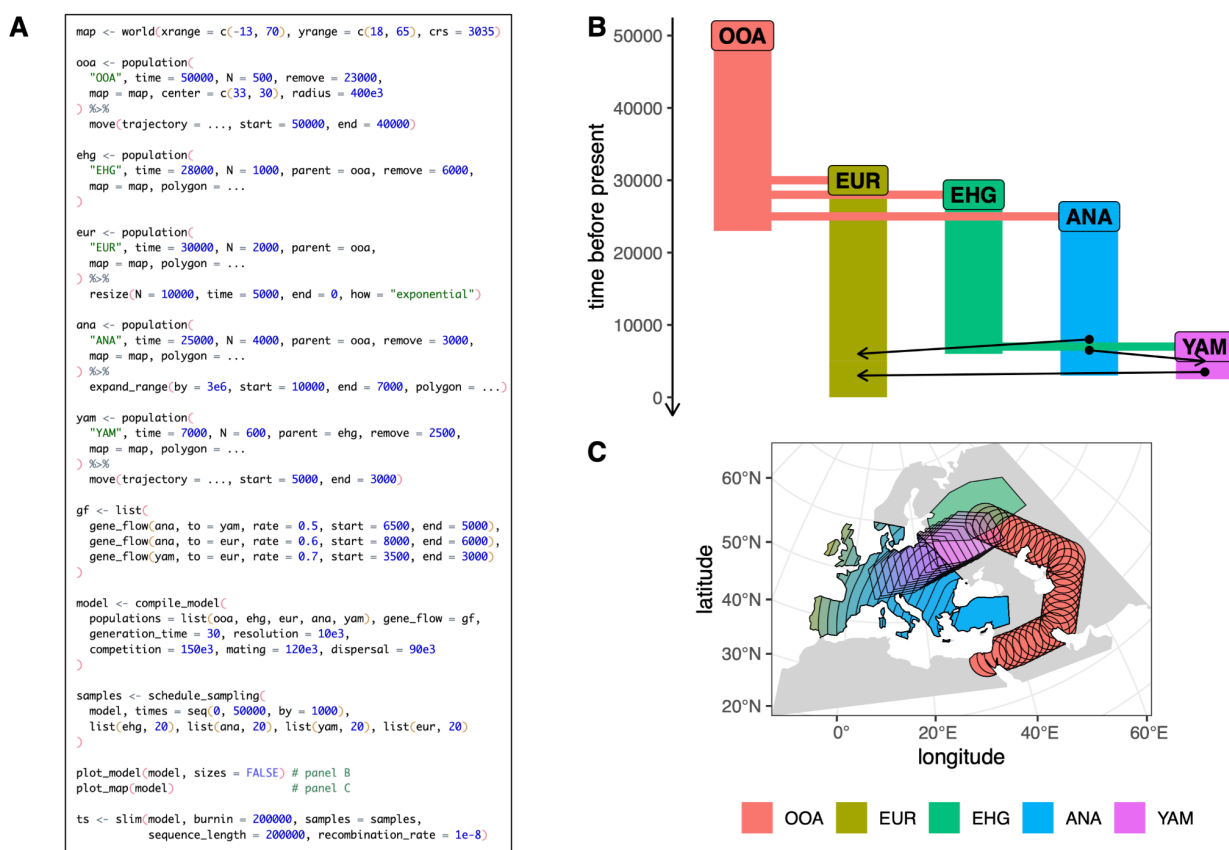 A
map <- world(xrange = c(-13, 70), yrange = c(18, 65), crs = 3035)
ooa <- population(
"OOA", time = 50000, N = 500, remove = 23000,
map = map, center = c(33, 30), radius = 400e3
) %>%
move(trajectory = ..., start = 50000, end = 40000)
ehg <- population(
"EHG", time = 28000, N = 1000, parent = ooa, remove = 6000,
map = map, polygon = ...
)
eur <- population(
"EUR", time = 30000, N = 2000, parent = ooa,
map = map, polygon = ...
) %>%
resize(N = 10000, time = 5000, end = 0, how = "exponential")
ana <- population(
"ANA", time = 25000, N = 4000, parent = ooa, remove = 3000,
map = map, polygon = ...
) %>%
expand_range(by = 3e6, start = 10000, end = 7000, polygon = ...)
yam <- population(
"YAM", time = 7000, N = 600, parent = ehg, remove = 2500,
map = map, polygon = ...
) %>%
move(trajectory = ..., start = 5000, end = 3000)
gf <- list(
gene_flow(ana, to = yam, rate = 0.5, start = 6500, end = 5000),
gene_flow(ana, to = eur, rate = 0.6, start = 8000, end = 6000),
gene_flow(yam, to = eur, rate = 0.7, start = 3500, end = 3000)
)
model <- compile_model(
populations = list(ooa, ehg, eur, ana, yam), gene_flow = gf,
generation_time = 30, resolution = 10e3,
competition = 150e3, mating = 120e3, dispersal = 90e3
)
samples <- schedule_sampling(
model, times = seq(0, 50000, by = 1000),
list(ehg, 20), list(ana, 20), list(yam, 20), list(eur, 20)
)
plot_model(model, sizes = FALSE) # panel B
plot_map(model) # panel C
ts <- slim(model, burnin = 200000, samples = samples,
sequence_length = 200000, recombination_rate = 1e-8)
B
time before present
50000
40000
30000
20000
10000
0
OOA
EUR
EHG
ANA
YAM
C
latitude
60°N
50°N
40°N
30°N
20°N
0°
20°E
40°E
60°E
longitude
OOA
EUR
EHG
ANA
YAM